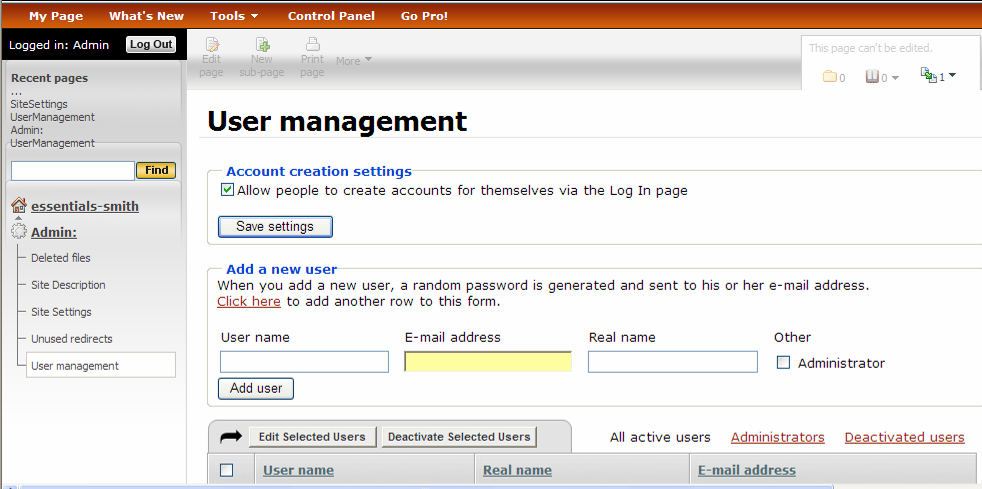 My Page What's New Tools Control Panel Go Pro!
Logged in: Admin Log Out
Edit page
New sub-page
Print page
More
This page can't be edited.
0 0 1
Recent pages
...
SiteSettings
UserManagement
Admin:
UserManagement
Find
essentials-smith
Admin:
Deleted files
Site Description
Site Settings
Unused redirects
User management
User management
Account creation settings
Allow people to create accounts for themselves via the Log In page
Save settings
Add a new user
When you add a new user, a random password is generated and sent to his or her e-mail address.
Click here to add another row to this form.
User name E-mail address Real name Other
Administrator
Add user
Edit Selected Users Deactivate Selected Users All active users Administrators Deactivated users
User name Real name E-mail address